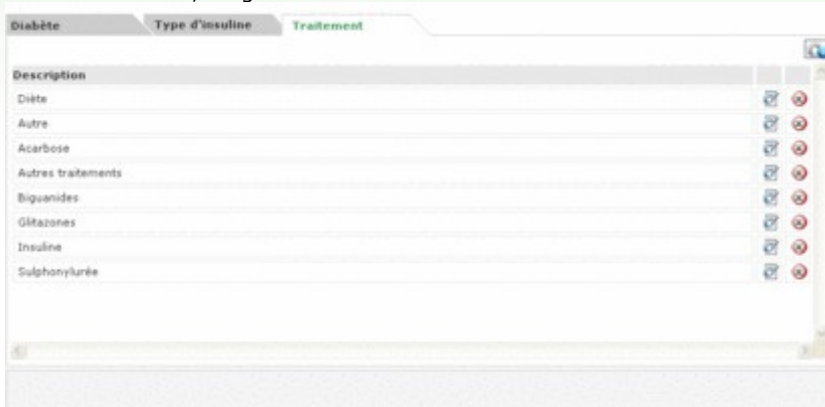 Diabète Type d'insuline Traitement
Description
Diète
Autre
Acarbose
Autres traitements
Biguanides
Glitazones
Insuline
Sulphonylurée